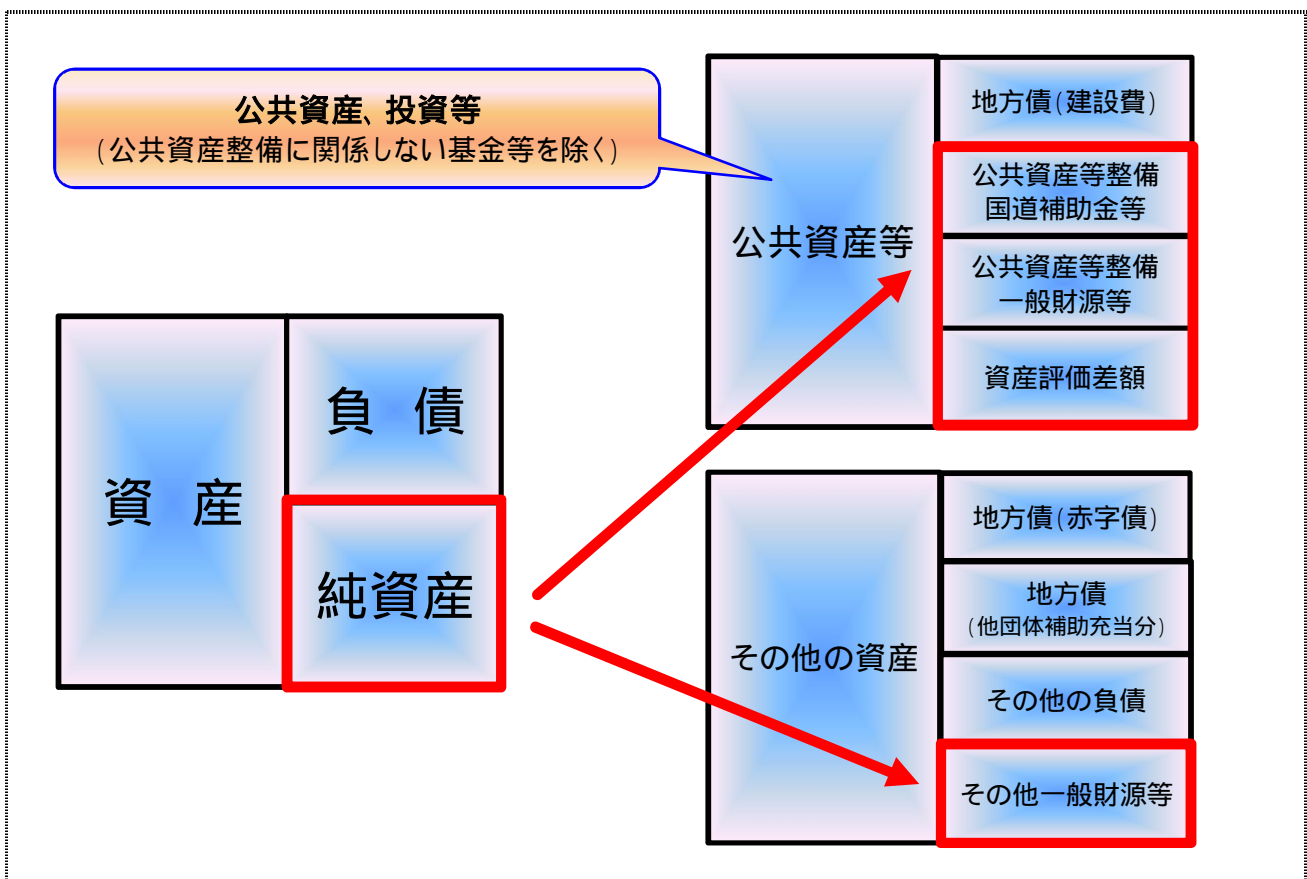 公共資産、投資等
(公共資産整備に関係しない基金等を除く)
資　産
負　債
純資産
公共資産等
地方債(建設費)
公共資産等整備
国道補助金等
公共資産等整備
一般財源等
資産評価差額
その他の資産
地方債(赤字債)
地方債
(他団体補助充当分)
その他の負債
その他一般財源等